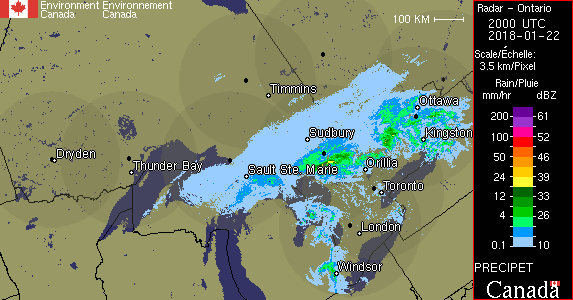 Environment Environnement
Canada Canada
100 KM
Timmins
Ottawa
Sudbury
Kingston
Dryden
Thunder Bay
Sault Ste. Marie
Orillia
Toronto
London
Windsor
Radar - Ontario
2000 UTC
2018-01-22
Scale/Échelle:
3.5 km/Pixel
Rain/Pluie
mm/hr dBZ
200 61
100 52
50 46
24 39
12 33
4 26
0.1 10
PRECIPET
Canada